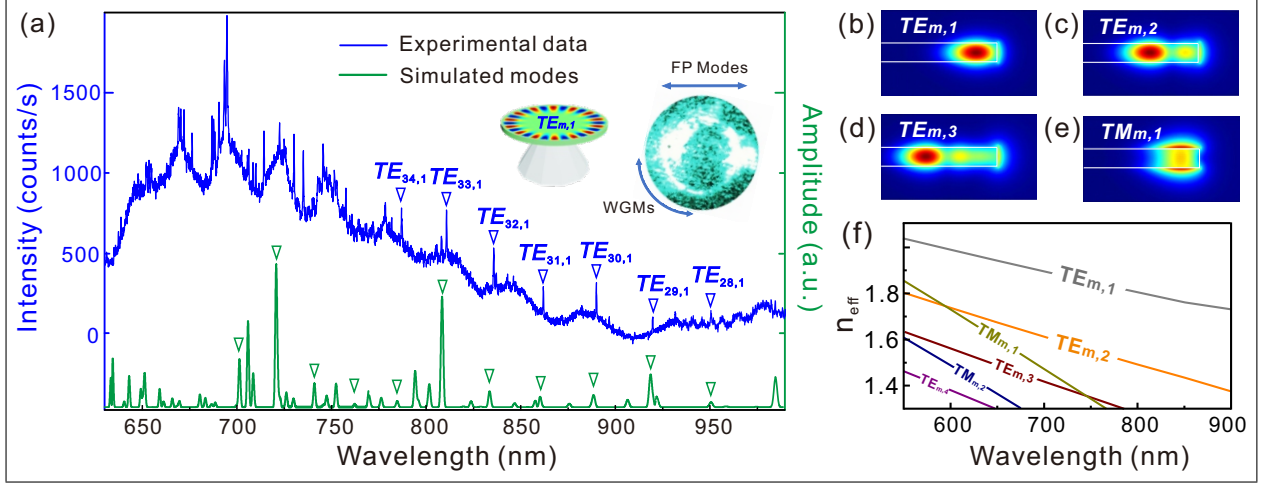 (a)
Experimental data
Simulated modes
Intensity (counts/s)
1500
1000
500
0
Amplitude (a.u.)
TEm,1
FP Modes
WGMs
TE34,1
TE33,1
TE32,1
TE31,1
TE30,1
TE29,1
TE28,1
650 700 750 800 850 900 950
Wavelength (nm)
(b) TEm,1
(c) TEm,2
(d) TEm,3
(e) TMm,1
(f)
neff
1.8
1.6
1.4
TEm,1
TEm,2
TMm,1
TEm,3
TMm,2
TEm,4
600 700 800 900
Wavelength (nm)